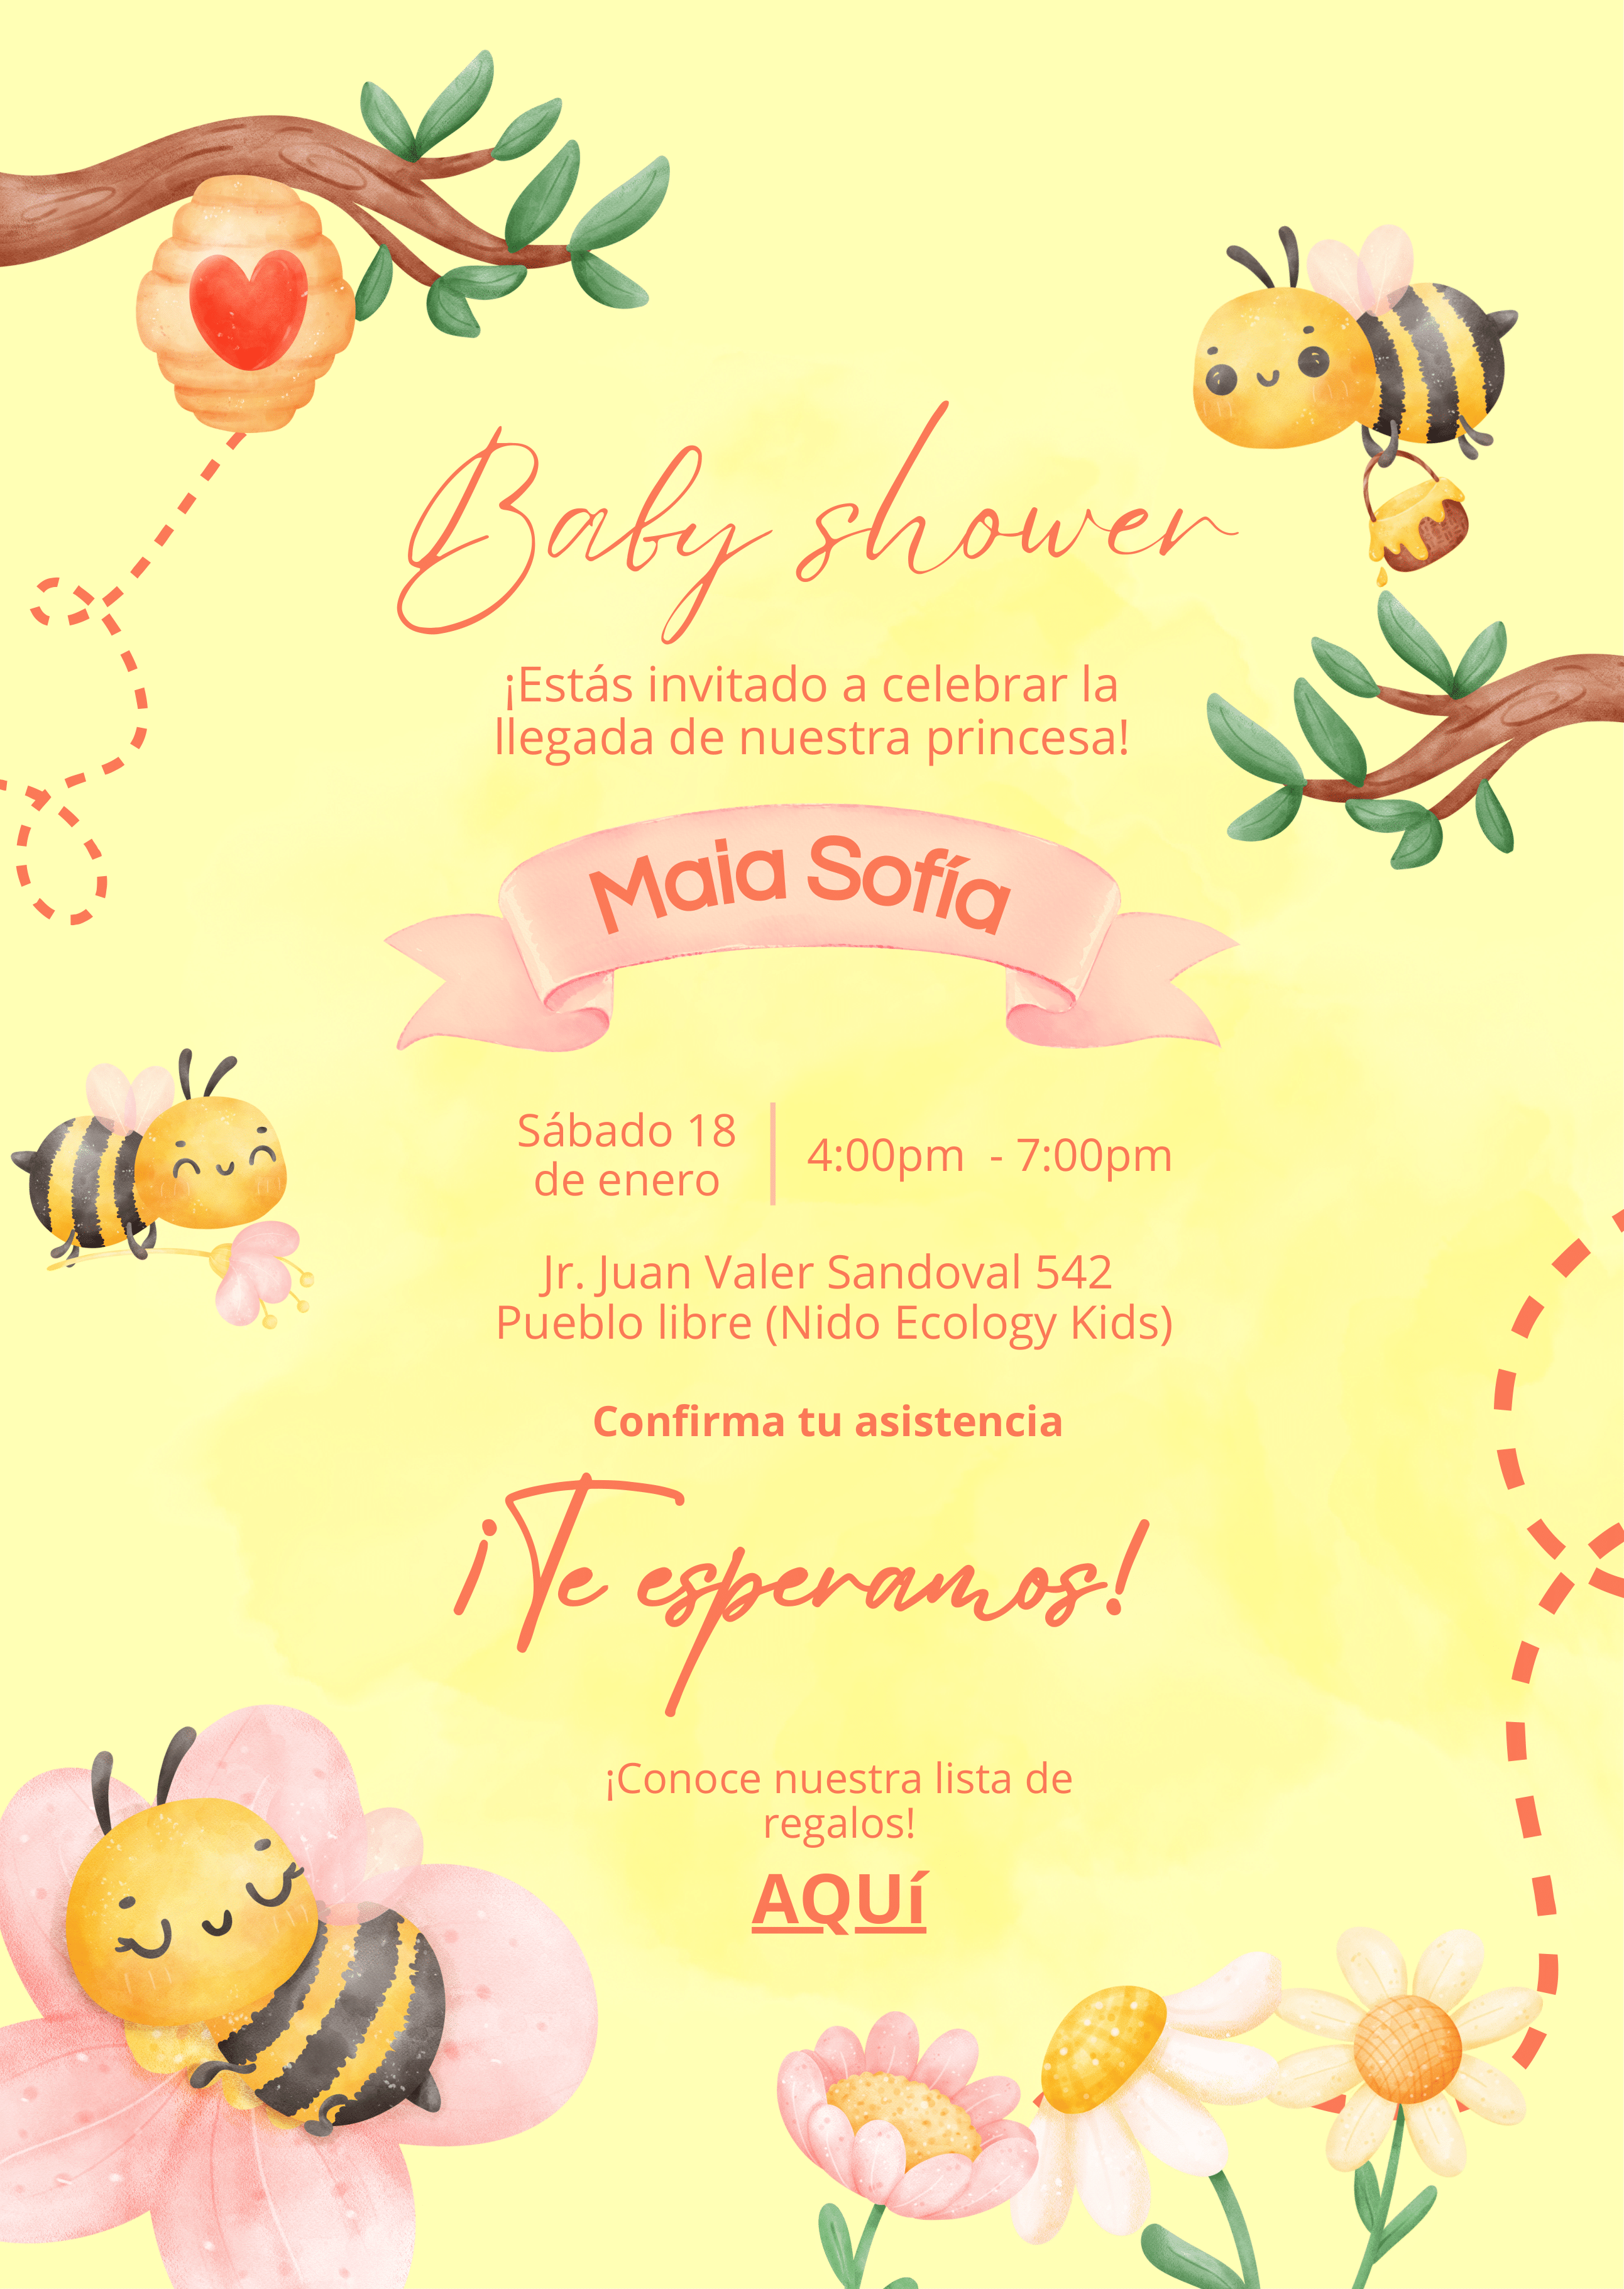 Baby shower
¡Estás invitado a celebrar la
llegada de nuestra princesa!
Maia Sofía
Sábado 18
de enero
4:00pm - 7:00pm
Jr. Juan Valer Sandoval 542
Pueblo libre (Nido Ecology Kids)
Confirma tu asistencia
¡Te esperamos!
¡Conoce nuestra lista de
regalos!
AQUí